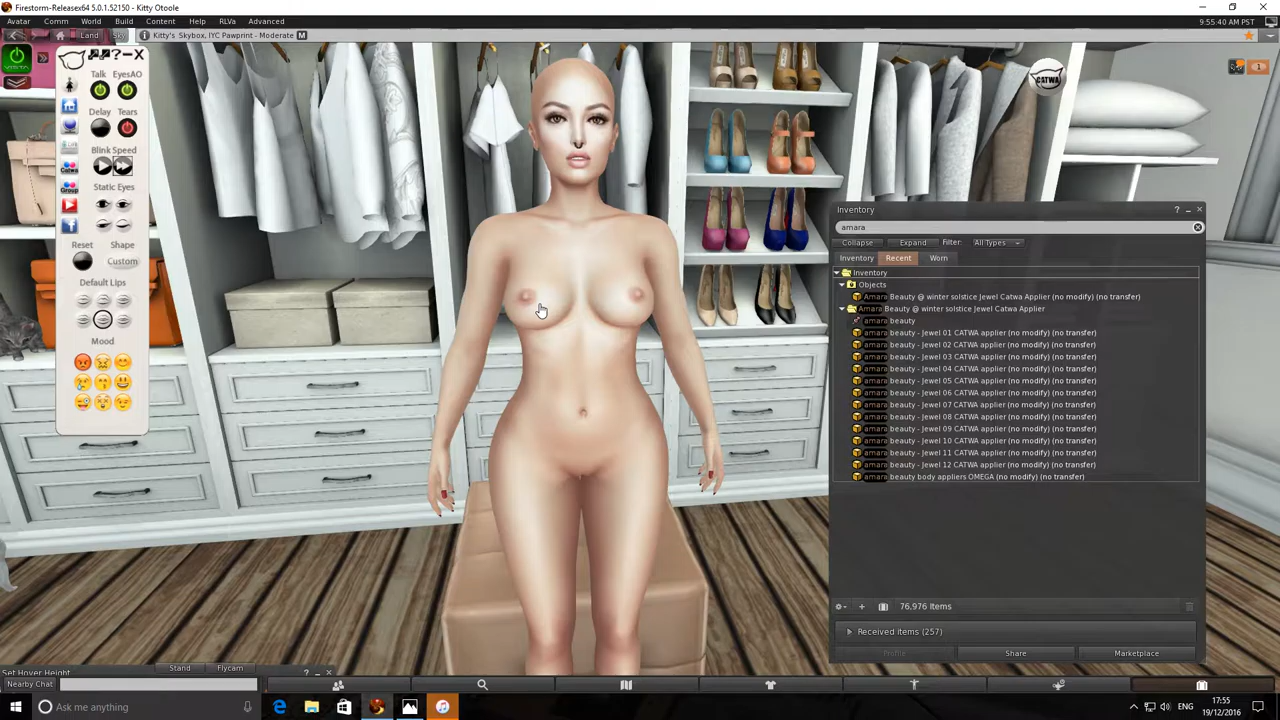 Firestorm-Releasex64 5.0.1.52150 - Kitty Otoole
Avatar Comm World Build Content Help RLVa Advanced
9:55:40 AM PST
Land Kitty's Skybox, IYC Pawprint - Moderate M
Talk EyesAO
Delay Tears
Blink Speed
Static Eyes
Reset Shape
Custom
Default Lips
Mood
Catwa
Group
CATWA
Inventory
amara
Collapse Expand Filter: All Types
Inventory Recent Worn
Inventory
Objects
Amara Beauty @ winter solstice Jewel Catwa Applier (no modify) (no transfer)
Amara Beauty @ winter solstice Jewel Catwa Applier
amara beauty
amara beauty - Jewel 01 CATWA applier (no modify) (no transfer)
amara beauty - Jewel 02 CATWA applier (no modify) (no transfer)
amara beauty - Jewel 03 CATWA applier (no modify) (no transfer)
amara beauty - Jewel 04 CATWA applier (no modify) (no transfer)
amara beauty - Jewel 05 CATWA applier (no modify) (no transfer)
amara beauty - Jewel 06 CATWA applier (no modify) (no transfer)
amara beauty - Jewel 07 CATWA applier (no modify) (no transfer)
amara beauty - Jewel 08 CATWA applier (no modify) (no transfer)
amara beauty - Jewel 09 CATWA applier (no modify) (no transfer)
amara beauty - Jewel 10 CATWA applier (no modify) (no transfer)
amara beauty - Jewel 11 CATWA applier (no modify) (no transfer)
amara beauty - Jewel 12 CATWA applier (no modify) (no transfer)
amara beauty body appliers OMEGA (no modify) (no transfer)
76,976 Items
Received Items (257)
Profile Share Marketplace
Set Hover Height
Stand Flycam
Nearby Chat
Ask me anything
ENG
17:55
19/12/2016